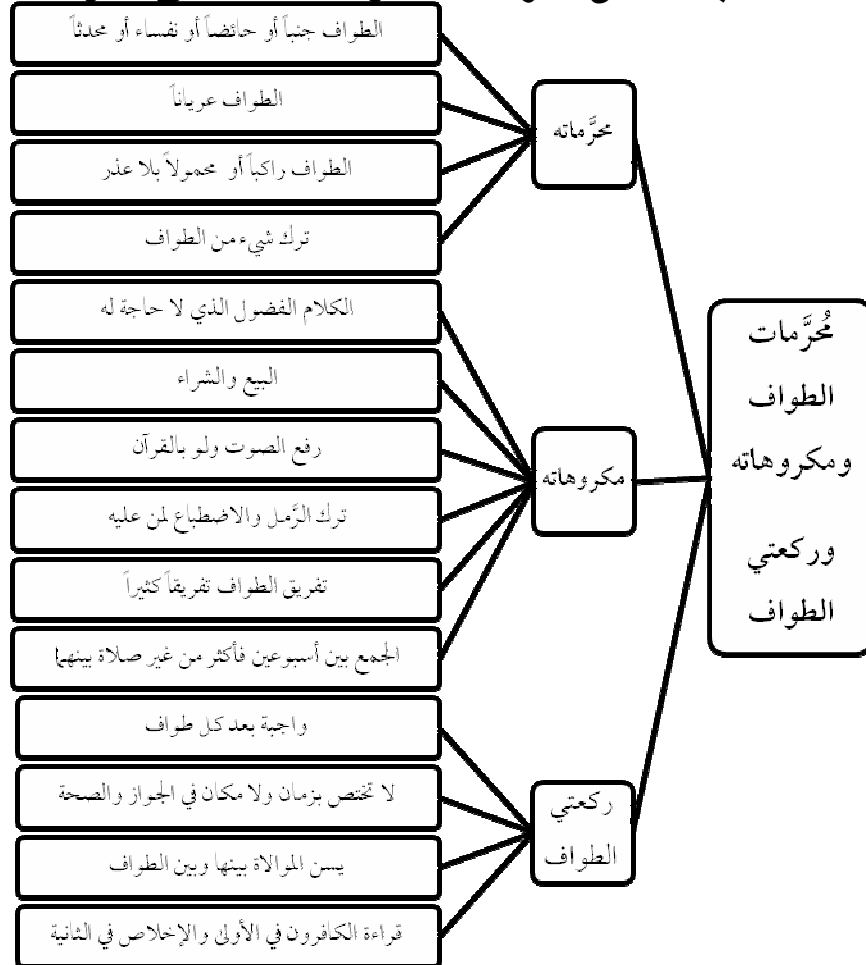 مُحرَّمات
الطواف
ومكروهاته
وركعتي
الطواف
محرَّماته
الطواف جنباً أو حائضاً أو نفساء أو محدثاً
الطواف عرياناً
الطواف راكباً أو محمولاً بلا عذر
ترك شيء من الطواف
مكروهاته
الكلام الفضول الذي لا حاجة له
البيع والشراء
رفع الصوت ولو بالقرآن
ترك الرَّمل والاضطباع لمن عليه
تفريق الطواف تفريقاً كثيراً
الجمع بين أسبوعين فأكثر من غير صلاة بينهما
ركعتي
الطواف
واجبة بعد كل طواف
لا تختص بزمان ولا مكان في الجواز والصحة
يسن الموالاة بينها وبين الطواف
قراءة الكافرون في الأولى والإخلاص في الثانية